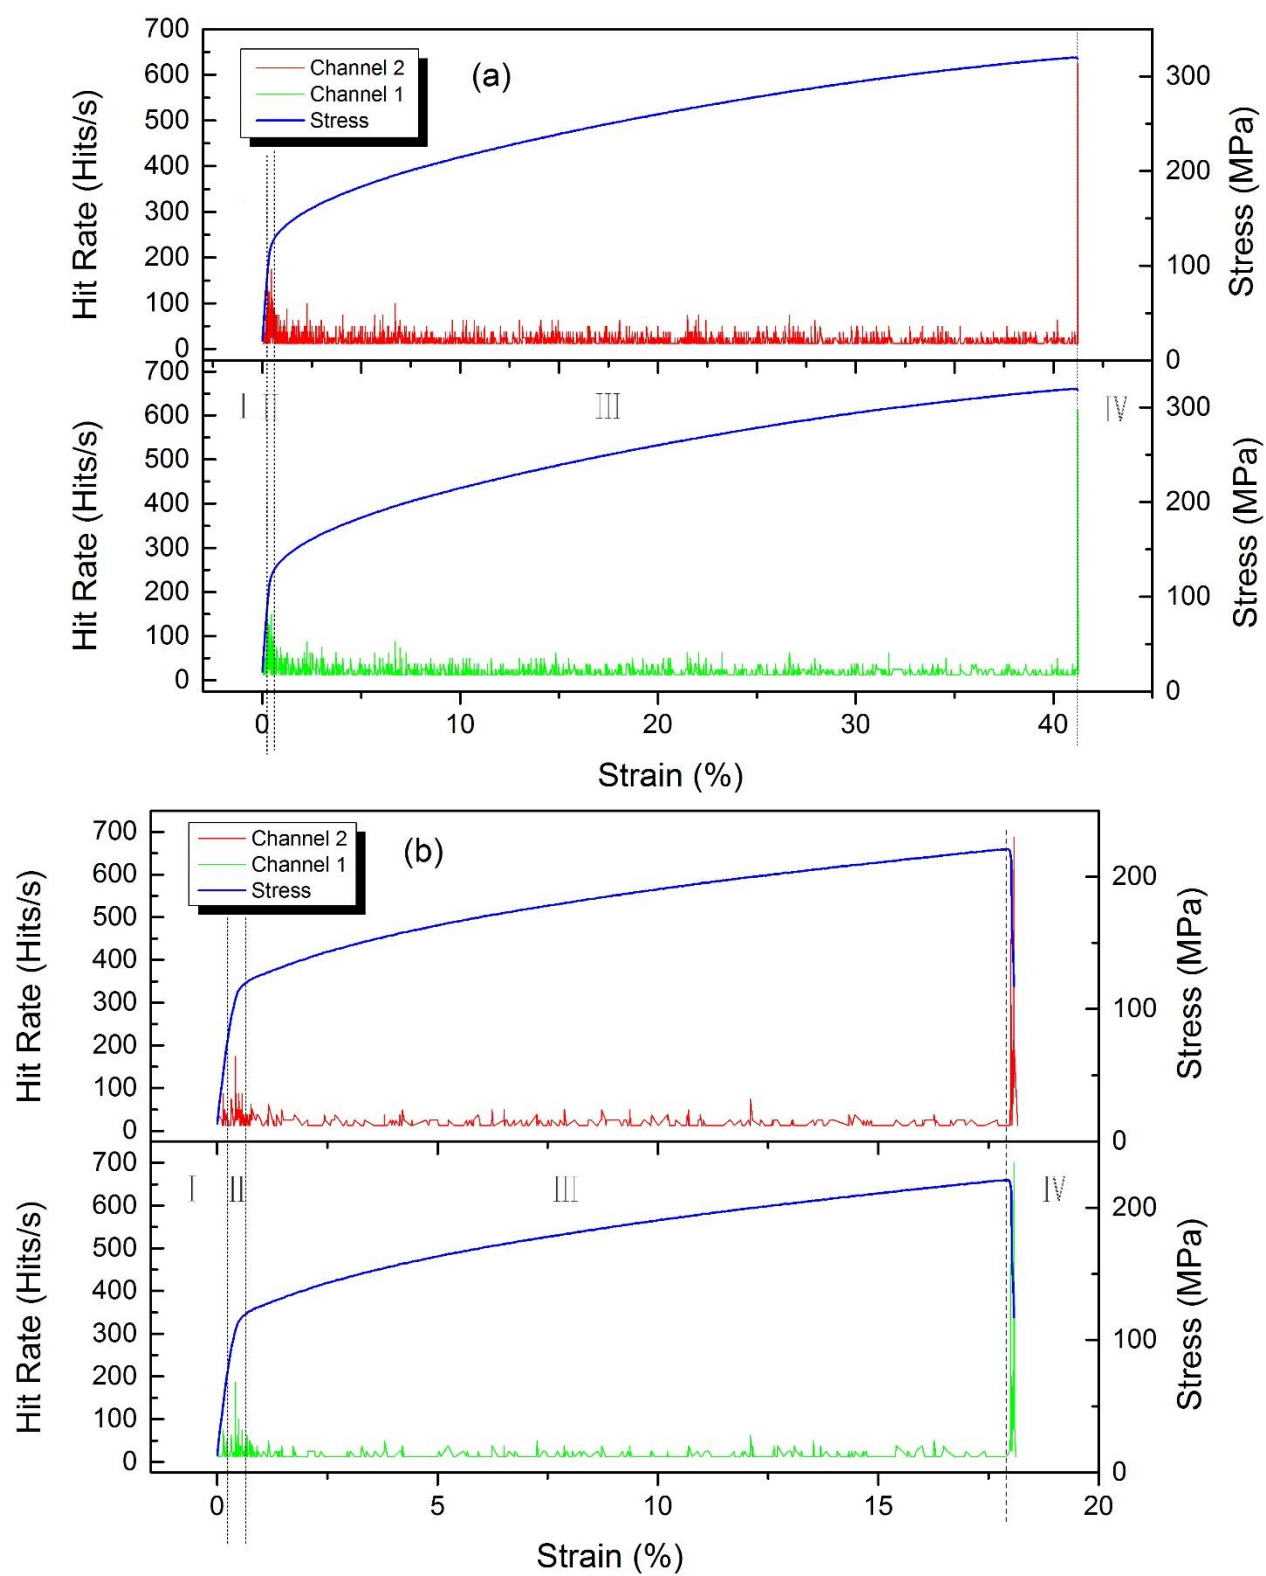 700
600
500
400
300
200
100
0
Hit Rate (Hits/s)
Channel 2
Channel 1
Stress
(a)
300
200
100
0
Stress (MPa)
700
600
500
400
300
200
100
0
Hit Rate (Hits/s)
I II III IV
300
200
100
0
Stress (MPa)
0 10 20 30 40
Strain (%)
700
600
500
400
300
200
100
0
Hit Rate (Hits/s)
Channel 2
Channel 1
Stress
(b)
200
100
0
Stress (MPa)
700
600
500
400
300
200
100
0
Hit Rate (Hits/s)
I II III IV
200
100
0
Stress (MPa)
0 5 10 15 20
Strain (%)